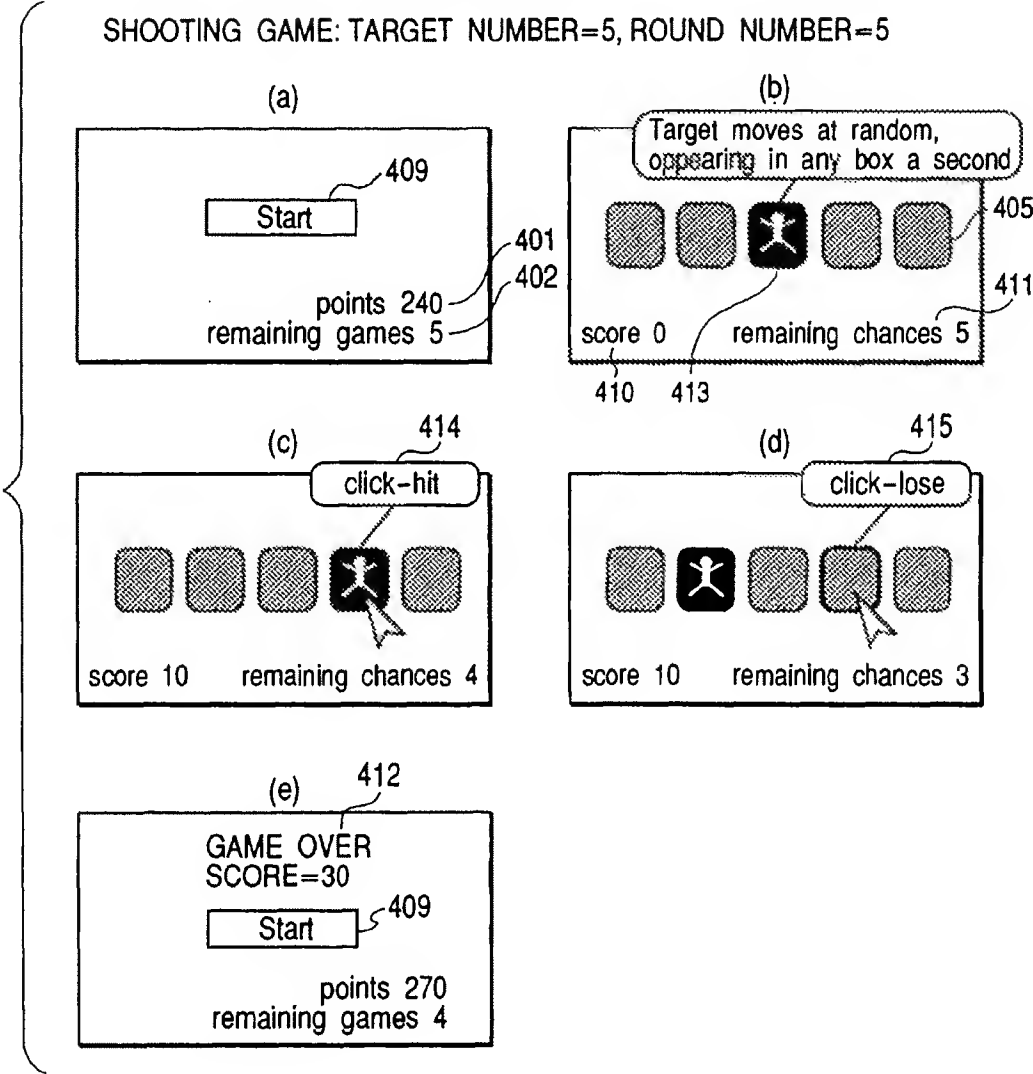 SHOOTING GAME: TARGET NUMBER=5, ROUND NUMBER=5
(a)
409
Start
401
402
points 240
remaining games 5
(b)
Target moves at random,
oppearing in any box a second
405
411
score 0 remaining chances 5
410
413
(c)
414
click-hit
score 10 remaining chances 4
(d)
415
click-lose
score 10 remaining chances 3
(e)
412
GAME OVER
SCORE=30
409
Start
points 270
remaining games 4